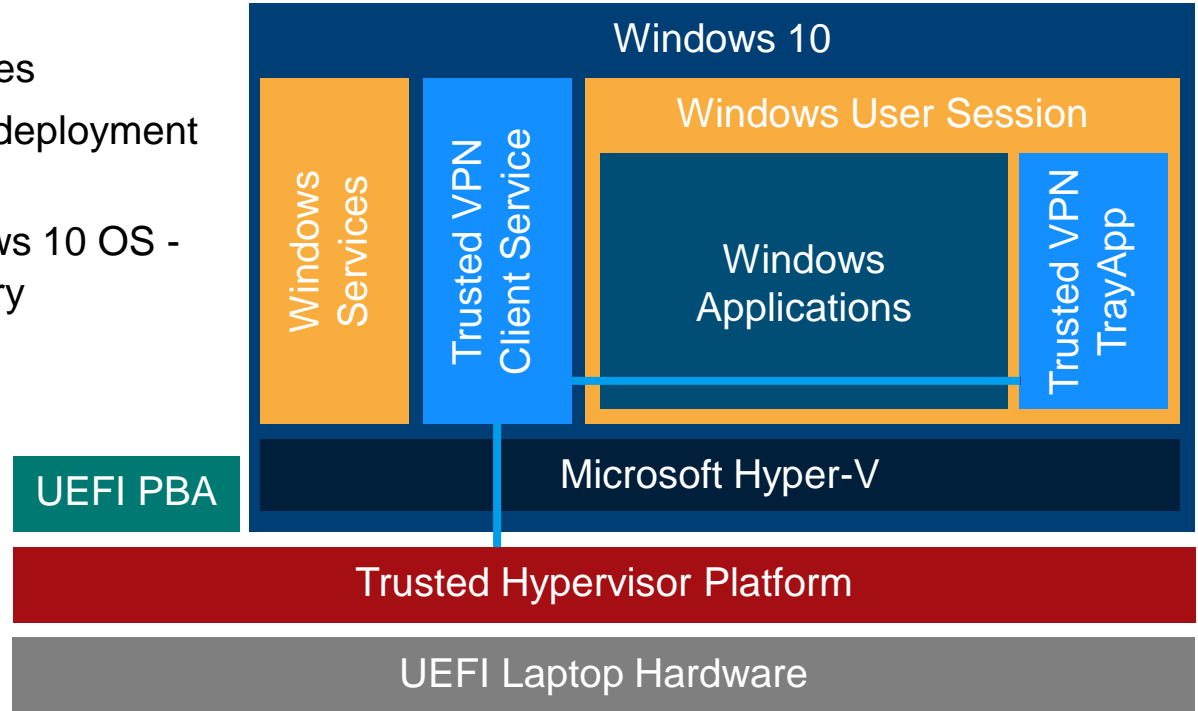 es
deployment
ws 10 OS -
ry
Windows 10
Windows
Services
Trusted VPN
Client Service
Windows User Session
Windows
Applications
Trusted VPN
TrayApp
Microsoft Hyper-V
UEFI PBA
Trusted Hypervisor Platform
UEFI Laptop Hardware